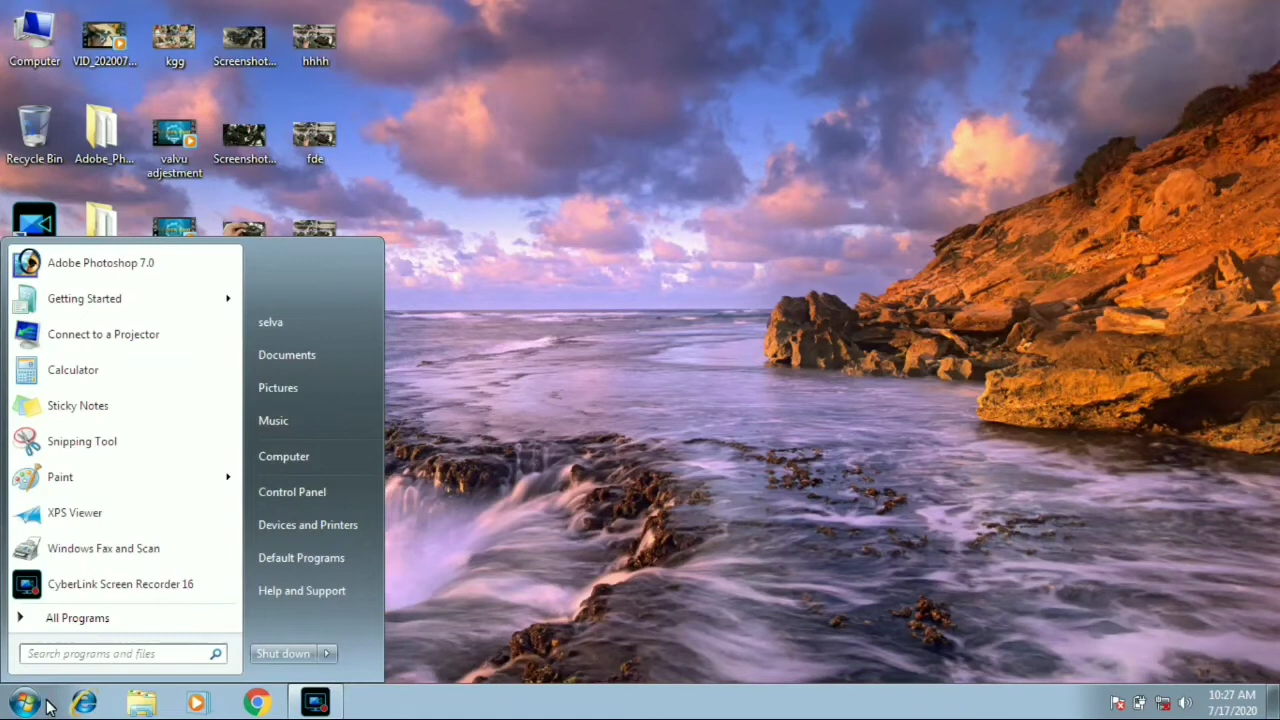 Computer
VID_202007...
kgg
Screenshot...
hhhh
Recycle Bin
Adobe_Ph...
valvu
adjestment
Screenshot...
fde
Adobe Photoshop 7.0
Getting Started
Connect to a Projector
Calculator
Sticky Notes
Snipping Tool
Paint
XPS Viewer
Windows Fax and Scan
CyberLink Screen Recorder 16
All Programs
Search programs and files
selva
Documents
Pictures
Music
Computer
Control Panel
Devices and Printers
Default Programs
Help and Support
Shut down
10:27 AM
7/17/2020